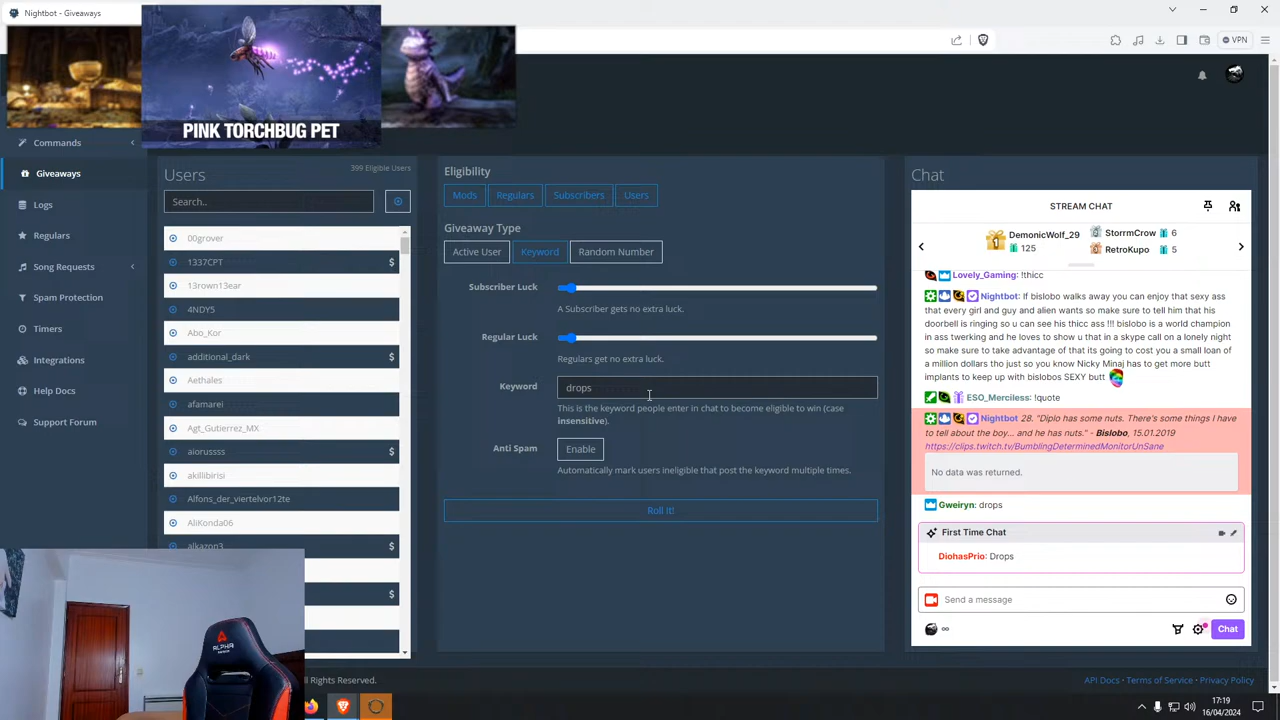 Nightbot - Giveaways
VPN
PINK TORCHBUG PET
Commands
Giveaways
Logs
Regulars
Song Requests
Spam Protection
Timers
Integrations
Help Docs
Support Forum
Users
399 Eligible Users
Search..
00grover
1337CPT $
13rown13ear
4NDY5
Abo_Kor
additional_dark $
Aethales
afamarei
Agt_Gutierrez_MX
aiorussss $
akillibirisi
Alfons_der_viertelvor12te
AliKonda06
alkazon3 $
$
Eligibility
Mods
Regulars
Subscribers
Users
Giveaway Type
Active User
Keyword
Random Number
Subscriber Luck
A Subscriber gets no extra luck.
Regular Luck
Regulars get no extra luck.
Keyword
drops
This is the keyword people enter in chat to become eligible to win (case
insensitive).
Anti Spam
Enable
Automatically mark users ineligible that post the keyword multiple times.
Roll It!
Chat
STREAM CHAT
DemonicWolf_29
125
StorrmCrow 6
RetroKupo 5
Lovely_Gaming: !thicc
Nightbot: If bislobo walks away you can enjoy that sexy ass
that every girl and guy and alien wants so make sure to tell him that his
doorbell is ringing so u can see his thicc ass !!! bislobo is a world champion
in ass twerking and he loves to show u that in a skype call on a lonely night
so make sure to take advantage of that its going to cost you a small loan of
a million dollars tho just so you know Nicky Minaj has to get more butt
implants to keep up with bislobos SEXY butt
ESO_Merciless: !quote
Nightbot 28. "Diplo has some nuts. There's some things I have
to tell about the boy... and he has nuts." - Bislobo, 15.01.2019
https://clips.twitch.tv/BumblingDeterminedMonitorUnSane
No data was returned.
Gweiryn: drops
First Time Chat
DiohasPrio: Drops
Send a message
∞
Chat
ll Rights Reserved.
API Docs · Terms of Service · Privacy Policy
ALPHA
17:19
16/04/2024